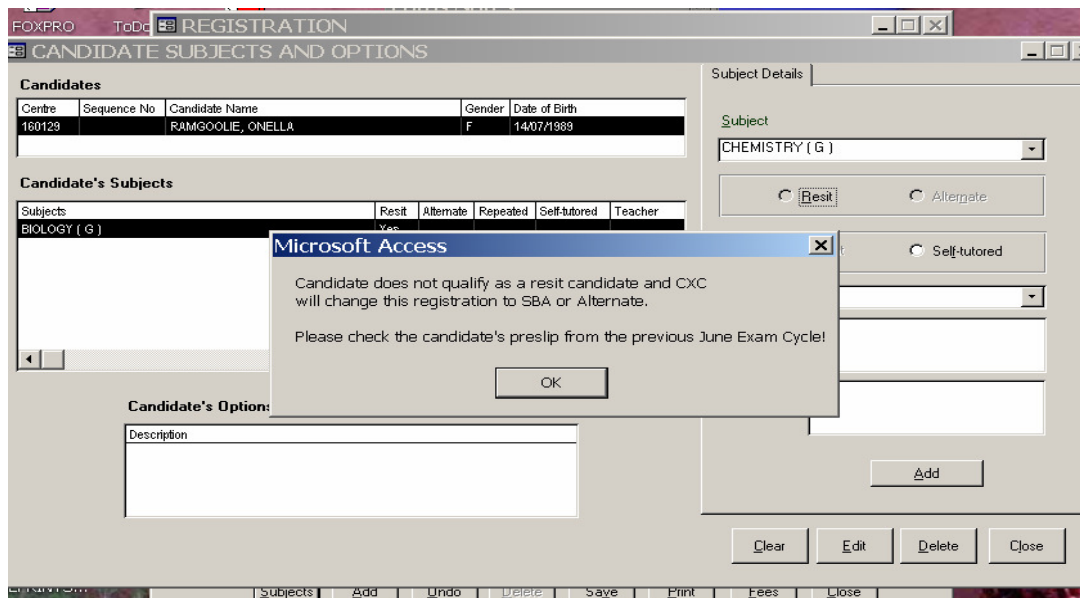 FOXPRO ToDo REGISTRATION
CANDIDATE SUBJECTS AND OPTIONS
Candidates
Centre Sequence No Candidate Name Gender Date of Birth
160129 RAMGOOLIE, ONELLA F 14/07/1989
Candidate's Subjects
Subjects Resit Alternate Repeated Self-tutored Teacher
BIOLOGY ( G ) Yes
Subject Details
Subject
CHEMISTRY ( G )
Resit Alternate
Self-tutored
Microsoft Access
Candidate does not qualify as a resit candidate and CXC
will change this registration to SBA or Alternate.
Please check the candidate's preslip from the previous June Exam Cycle!
OK
Candidate's Options
Description
Add
Clear Edit Delete Close
Subjects Add Undo Delete Save Print Fees Close